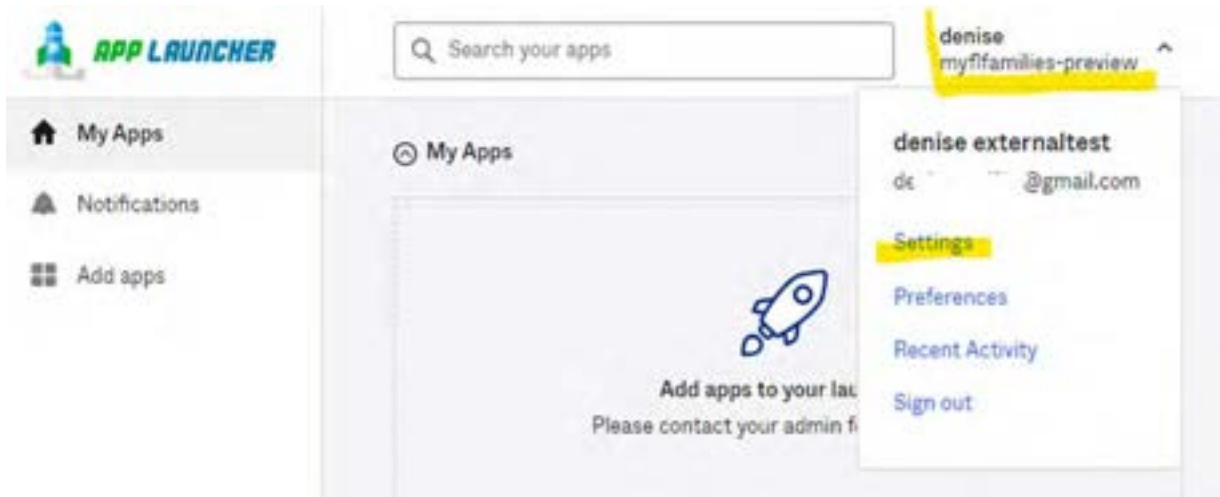 APP LAUNCHER
Search your apps
denise
myflfamilies-preview
My Apps
Notifications
Add apps
My Apps
Add apps to your
Please contact your admin
denise externaltest
@gmail.com
Settings
Preferences
Recent Activity
Sign out